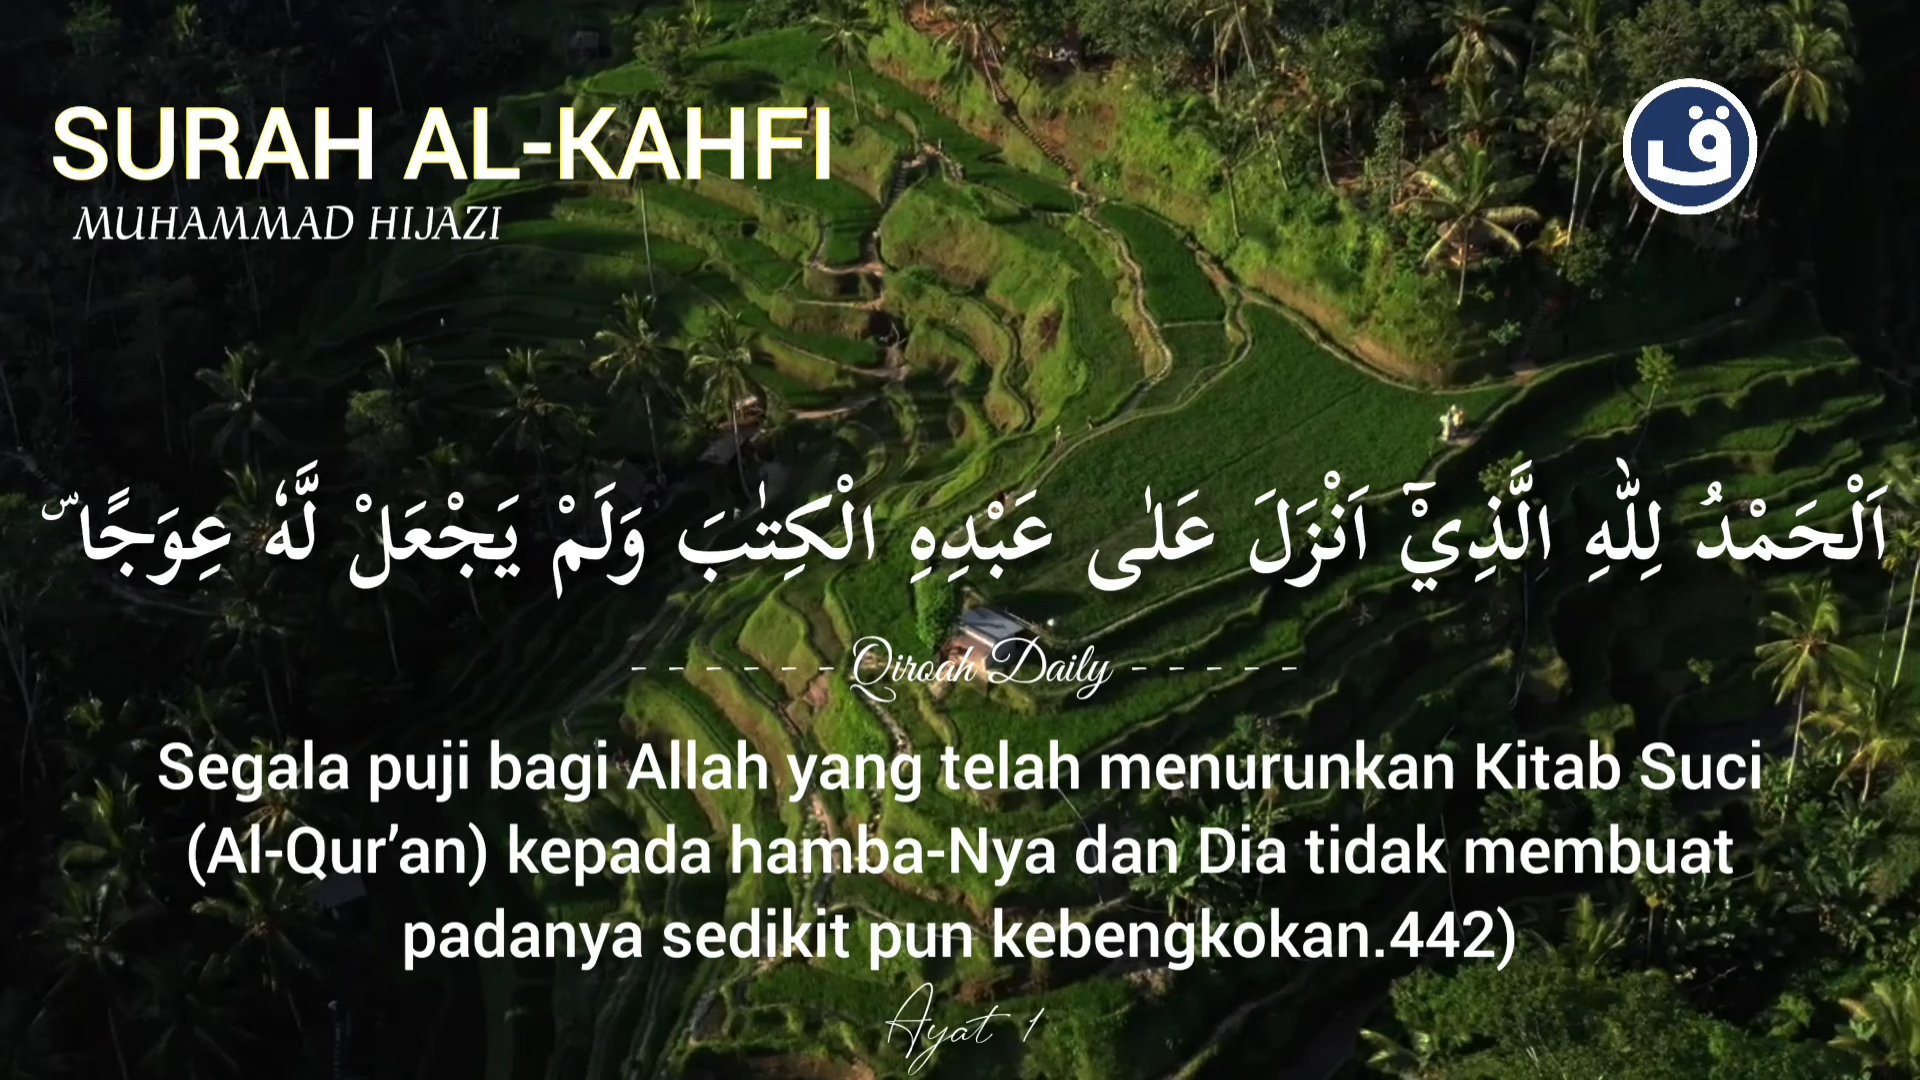 SURAH AL-KAHFI
MUHAMMAD HIJAZI
ق
اَلْحَمْدُ لِلّٰهِ الَّذِيْٓ اَنْزَلَ عَلٰى عَبْدِهِ الْكِتٰبَ وَلَمْ يَجْعَلْ لَّهٗ عِوَجًا ۜ
- - - - - - Qiroah Daily - - - - -
Segala puji bagi Allah yang telah menurunkan Kitab Suci
(Al-Qur’an) kepada hamba-Nya dan Dia tidak membuat
padanya sedikit pun kebengkokan.442)
Ayat 1